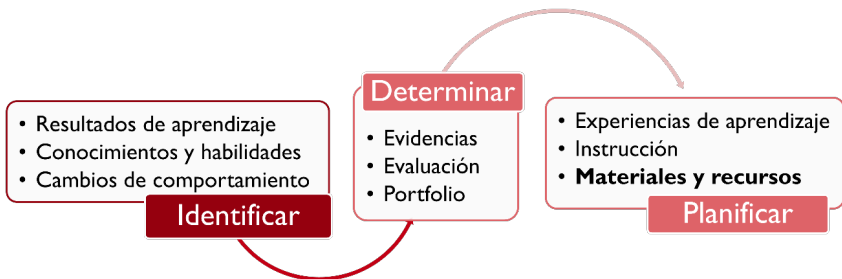 • Resultados de aprendizaje
• Conocimientos y habilidades
• Cambios de comportamiento
Identificar
Determinar
• Evidencias
• Evaluación
• Portfolio
• Experiencias de aprendizaje
• Instrucción
• Materiales y recursos
Planificar